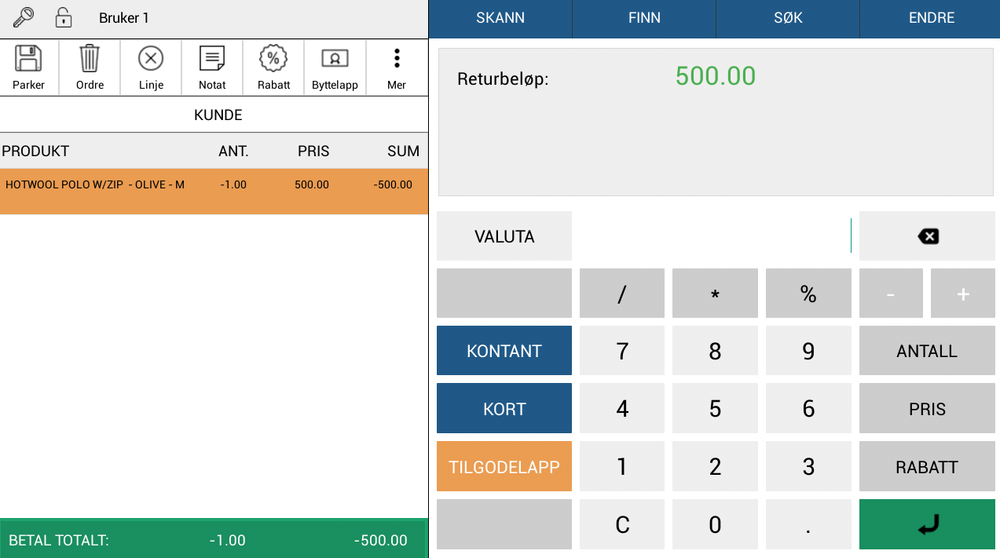 Bruker 1
SKANN FINN SØK ENDRE
Parker Ordre Linje Notat Rabatt Byttelapp Mer
KUNDE
PRODUKT ANT. PRIS SUM
HOTWOOL POLO W/ZIP - OLIVE - M -1.00 500.00 -500.00
BETAL TOTALT: -1.00 -500.00
Returbeløp: 500.00
VALUTA
/ * % - +
KONTANT 7 8 9 ANTALL
KORT 4 5 6 PRIS
TILGODELAPP 1 2 3 RABATT
C 0 .